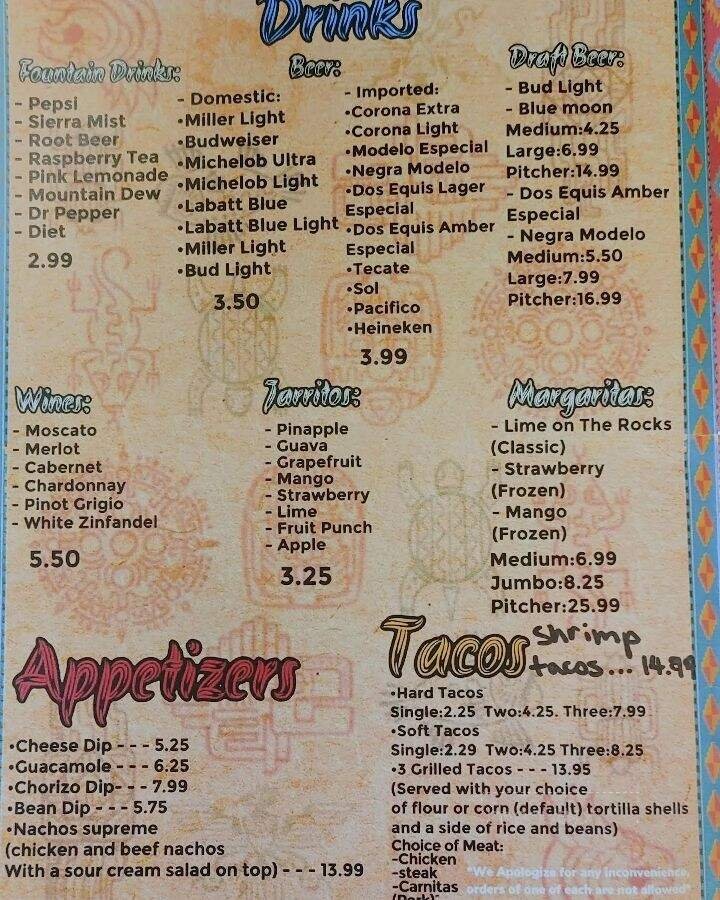 Drinks
Fountain Drinks:
- Pepsi
- Sierra Mist
- Root Beer
- Raspberry Tea
- Pink Lemonade
- Mountain Dew
- Dr Pepper
- Diet
2.99
Beer:
- Domestic:
•Miller Light
•Budweiser
•Michelob Ultra
•Michelob Light
•Labatt Blue
•Labatt Blue Light
•Miller Light
•Bud Light
3.50
- Imported:
•Corona Extra
•Corona Light
•Modelo Especial
•Negra Modelo
•Dos Equis Lager
Especial
•Dos Equis Amber
Especial
•Tecate
•Sol
•Pacifico
•Heineken
3.99
Draft Beer:
- Bud Light
- Blue moon
Medium:4.25
Large:6.99
Pitcher:14.99
- Dos Equis Amber
Especial
- Negra Modelo
Medium:5.50
Large:7.99
Pitcher:16.99
Wines:
- Moscato
- Merlot
- Cabernet
- Chardonnay
- Pinot Grigio
- White Zinfandel
5.50
Jarritos:
- Pinapple
- Guava
- Grapefruit
- Mango
- Strawberry
- Lime
- Fruit Punch
- Apple
3.25
Margaritas:
- Lime on The Rocks
(Classic)
- Strawberry
(Frozen)
- Mango
(Frozen)
Medium:6.99
Jumbo:8.25
Pitcher:25.99
Appetizers
•Cheese Dip - - - 5.25
•Guacamole - - - 6.25
•Chorizo Dip- - - 7.99
•Bean Dip - - - 5.75
•Nachos supreme
(chicken and beef nachos
With a sour cream salad on top) - - - 13.99
Tacos
shrimp
tacos... 14.99
•Hard Tacos
Single:2.25 Two:4.25. Three:7.99
•Soft Tacos
Single:2.29 Two:4.25 Three:8.25
•3 Grilled Tacos - - - 13.95
(Served with your choice
of flour or corn (default) tortilla shells
and a side of rice and beans)
Choice of Meat:
-Chicken
-steak
-Carnitas
(Pork)
"We Apologize for any inconvenience,
orders of one of each are not allowed"